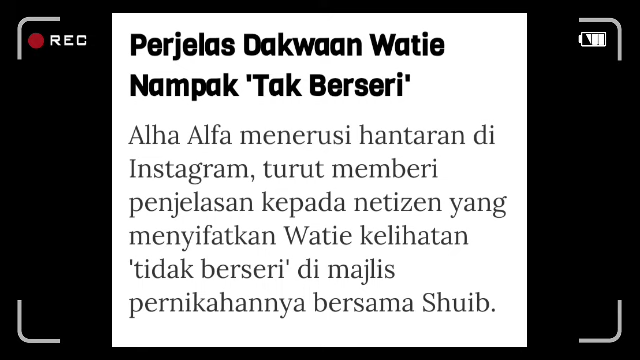 REC
Perjelas Dakwaan Watie
Nampak 'Tak Berseri'
Alha Alfa menerusi hantaran di
Instagram, turut memberi
penjelasan kepada netizen yang
menyifatkan Watie kelihatan
'tidak berseri' di majlis
pernikahannya bersama Shuib.